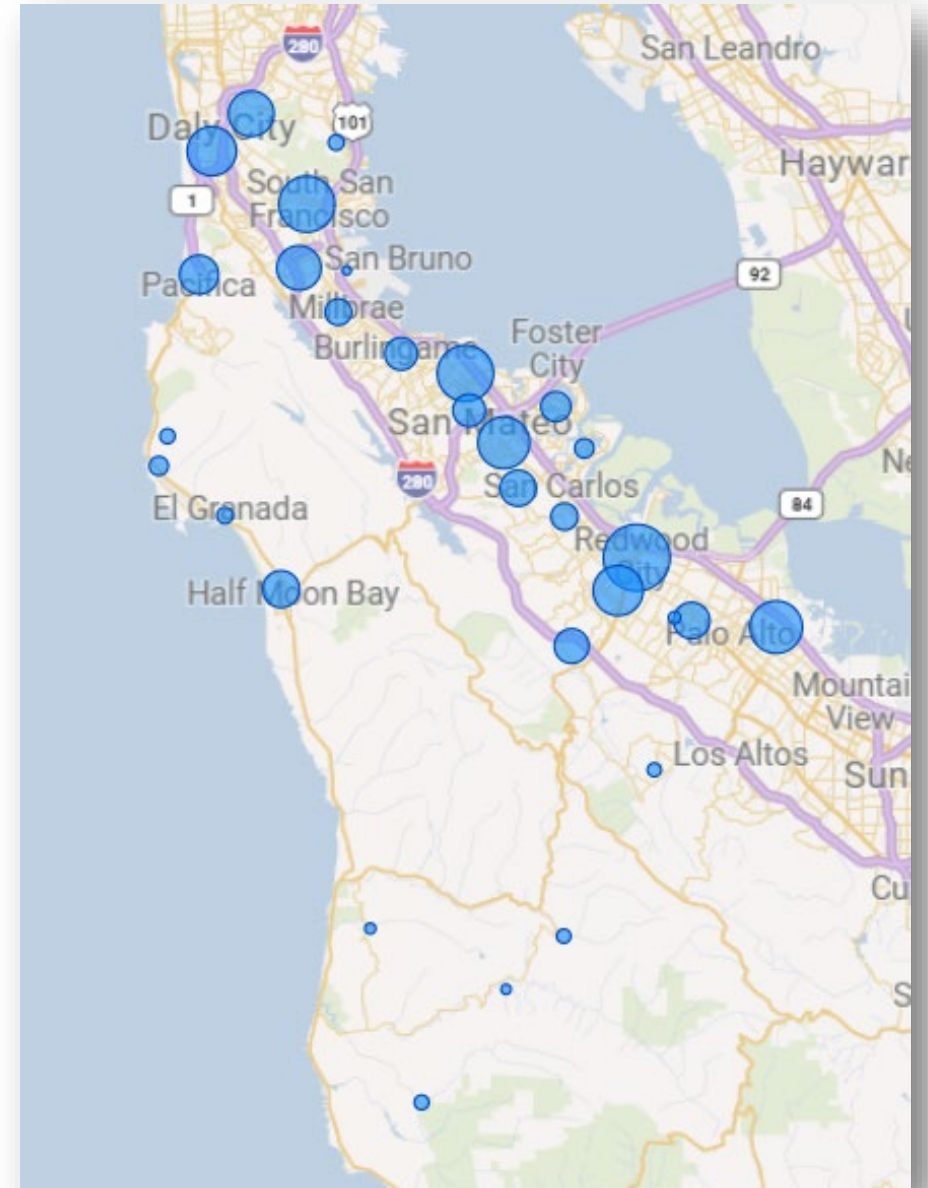 280
San Leandro
Daly City
101
Haywar
South San
Francisco
1
San Bruno
92
Pacifica
Millbrae
Burlingame
Foster
City
San Mateo
280
San Carlos
Ne
84
El Granada
Redwood
City
Half Moon Bay
Palo Alto
Mountai
View
Los Altos
Sun
Cu
S